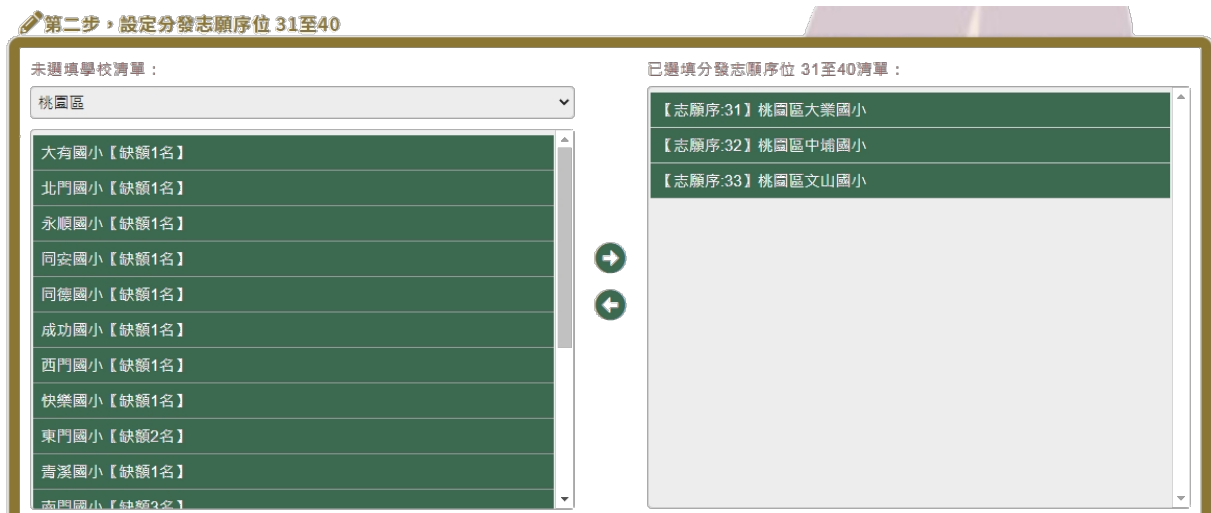 第二步，設定分發志願序位 31至40
未選填學校清單：
桃園區
大有國小【缺額1名】
北門國小【缺額1名】
永順國小【缺額1名】
同安國小【缺額1名】
同德國小【缺額1名】
成功國小【缺額1名】
西門國小【缺額1名】
快樂國小【缺額1名】
東門國小【缺額2名】
青溪國小【缺額1名】
南門國小【缺額3名】
已選填分發志願序位 31至40清單：
【志願序:31】桃園區大業國小
【志願序:32】桃園區中埔國小
【志願序:33】桃園區文山國小